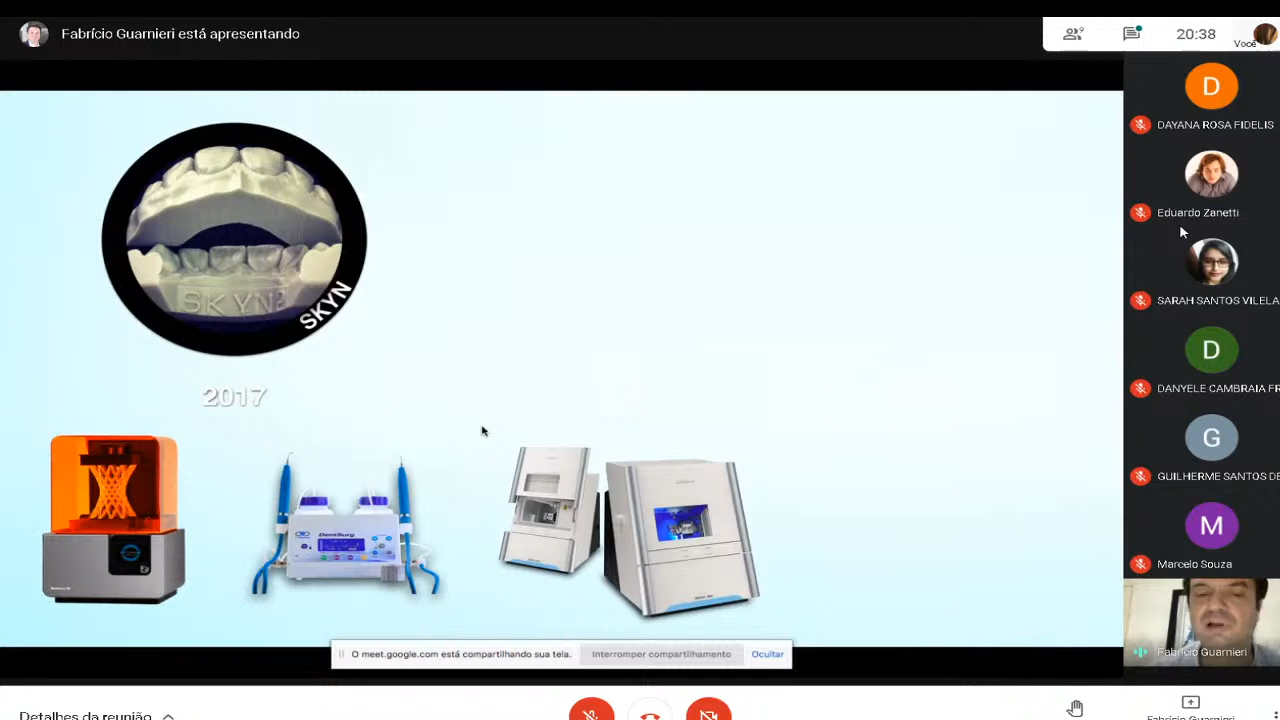 Fabrício Guarnieri está apresentando
20:38
Você
D
DAYANA ROSA FIDELIS
Eduardo Zanetti
SARAH SANTOS VILELA
D
DANYELE CAMBRAIA FR
G
GUILHERME SANTOS DE
M
Marcelo Souza
Fabrício Guarnieri
SKYN
SKYN
2017
DentSurg
O meet.google.com está compartilhando sua tela.
Interromper compartilhamento
Ocultar
Detalhes da reunião
Fabrício Guarnieri